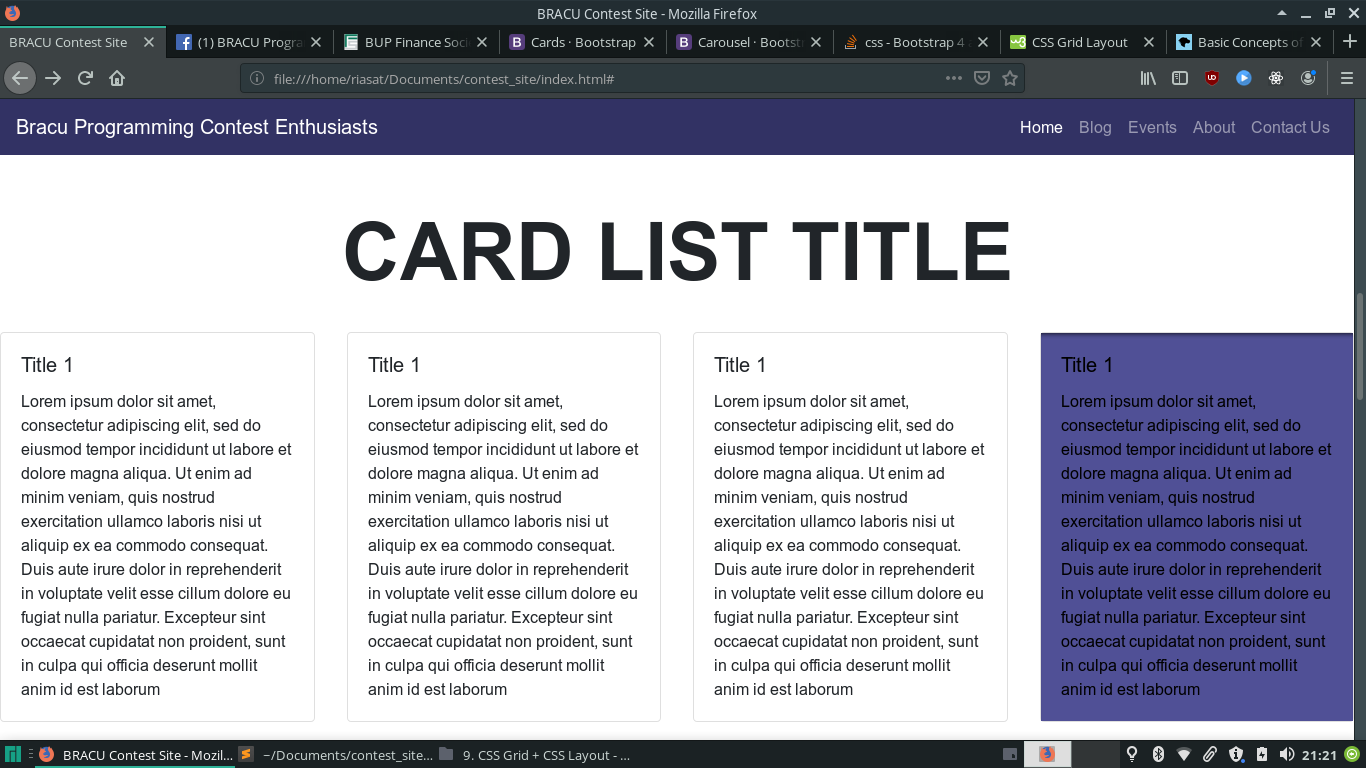 BRACU Contest Site - Mozilla Firefox
BRACU Contest Site
(1) BRACU Progra
BUP Finance Soci
Cards · Bootstrap
Carousel · Bootst
css - Bootstrap 4
CSS Grid Layout
Basic Concepts of
file:///home/riasat/Documents/contest_site/index.html#
Bracu Programming Contest Enthusiasts
Home Blog Events About Contact Us
CARD LIST TITLE
Title 1
Lorem ipsum dolor sit amet,
consectetur adipiscing elit, sed do
eiusmod tempor incididunt ut labore et
dolore magna aliqua. Ut enim ad
minim veniam, quis nostrud
exercitation ullamco laboris nisi ut
aliquip ex ea commodo consequat.
Duis aute irure dolor in reprehenderit
in voluptate velit esse cillum dolore eu
fugiat nulla pariatur. Excepteur sint
occaecat cupidatat non proident, sunt
in culpa qui officia deserunt mollit
anim id est laborum
Title 1
Lorem ipsum dolor sit amet,
consectetur adipiscing elit, sed do
eiusmod tempor incididunt ut labore et
dolore magna aliqua. Ut enim ad
minim veniam, quis nostrud
exercitation ullamco laboris nisi ut
aliquip ex ea commodo consequat.
Duis aute irure dolor in reprehenderit
in voluptate velit esse cillum dolore eu
fugiat nulla pariatur. Excepteur sint
occaecat cupidatat non proident, sunt
in culpa qui officia deserunt mollit
anim id est laborum
Title 1
Lorem ipsum dolor sit amet,
consectetur adipiscing elit, sed do
eiusmod tempor incididunt ut labore et
dolore magna aliqua. Ut enim ad
minim veniam, quis nostrud
exercitation ullamco laboris nisi ut
aliquip ex ea commodo consequat.
Duis aute irure dolor in reprehenderit
in voluptate velit esse cillum dolore eu
fugiat nulla pariatur. Excepteur sint
occaecat cupidatat non proident, sunt
in culpa qui officia deserunt mollit
anim id est laborum
Title 1
Lorem ipsum dolor sit amet,
consectetur adipiscing elit, sed do
eiusmod tempor incididunt ut labore et
dolore magna aliqua. Ut enim ad
minim veniam, quis nostrud
exercitation ullamco laboris nisi ut
aliquip ex ea commodo consequat.
Duis aute irure dolor in reprehenderit
in voluptate velit esse cillum dolore eu
fugiat nulla pariatur. Excepteur sint
occaecat cupidatat non proident, sunt
in culpa qui officia deserunt mollit
anim id est laborum
BRACU Contest Site - Mozil...
~/Documents/contest_site...
9. CSS Grid + CSS Layout - ...
21:21